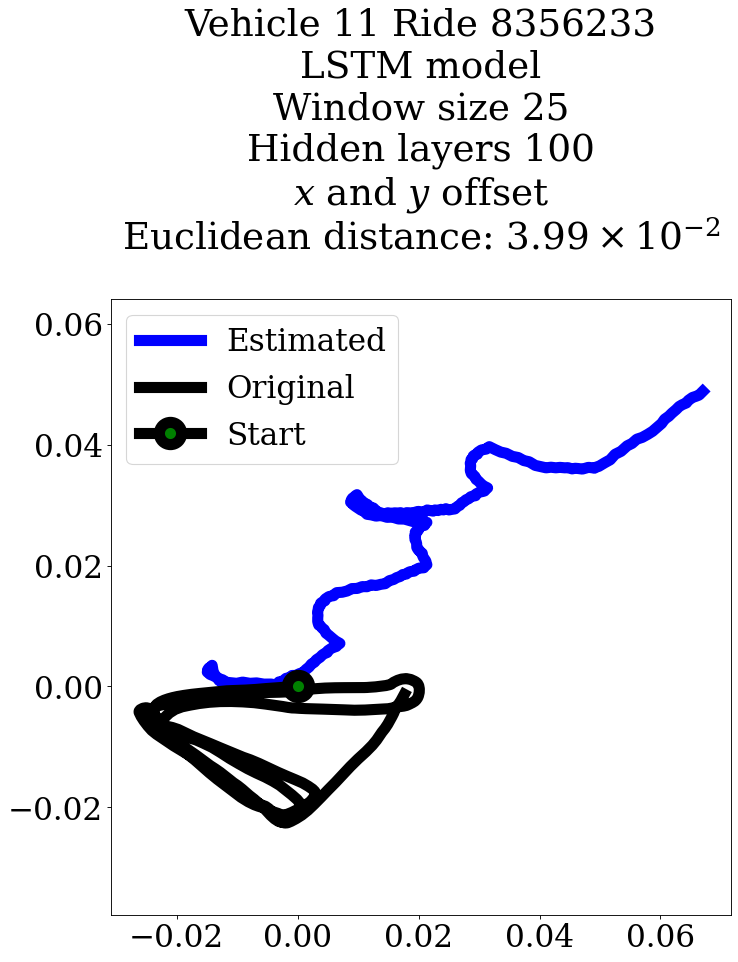 Vehicle 11 Ride 8356233
LSTM model
Window size 25
Hidden layers 100
x and y offset
Euclidean distance: 3.99 × 10⁻²
0.06
0.04
0.02
0.00
−0.02
Estimated
Original
Start
−0.02 0.00 0.02 0.04 0.06